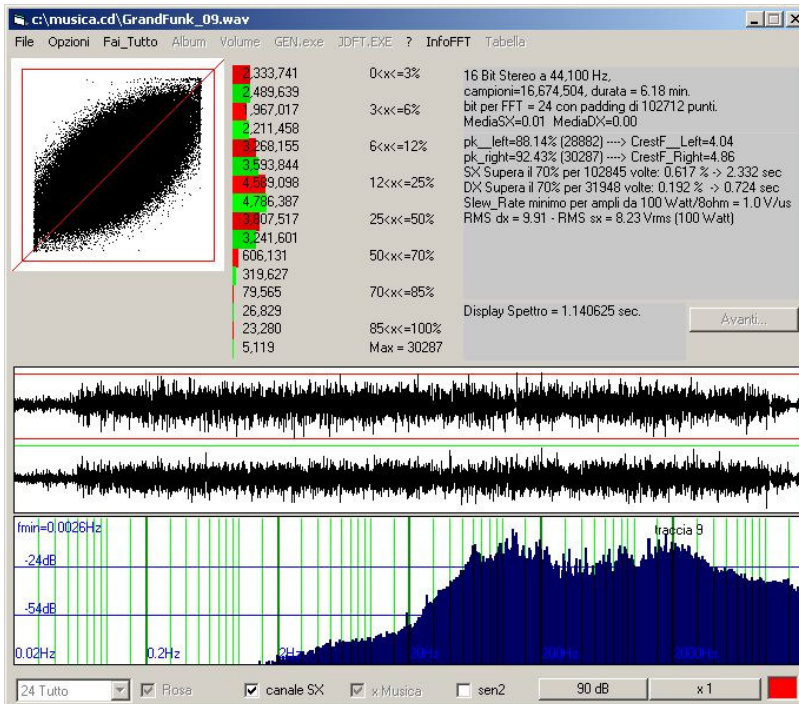 c:\musica.cd\GrandFunk_09.wav
File Opzioni Fai_Tutto Album Volume GEN.exe JDFT.EXE ? InfoFFT Tabella
2,333,741 0<x<=3%
2,489,639
1,967,017 3<x<=6%
2,211,458
3,268,155 6<x<=12%
3,593,844
4,589,098 12<x<=25%
4,786,387
3,807,517 25<x<=50%
3,241,601
606,131 50<x<=70%
319,627
79,565 70<x<=85%
26,829
23,280 85<x<=100%
5,119 Max = 30287
16 Bit Stereo a 44,100 Hz,
campioni=16,674,504, durata = 6.18 min.
bit per FFT = 24 con padding di 102712 punti.
MediaSX=0.01 MediaDX=0.00
pk__left=88.14% (28882) ----> CrestF__Left=4.04
pk_right=92.43% (30287) ----> CrestF_Right=4.86
SX Supera il 70% per 102845 volte: 0.617 % -> 2.332 sec
DX Supera il 70% per 31948 volte: 0.192 % -> 0.724 sec
Slew_Rate minimo per ampli da 100 Watt/8ohm = 1.0 V/us
RMS dx = 9.91 - RMS sx = 8.23 Vrms (100 Watt)
Display Spettro = 1.140625 sec.
Avanti...
fmin=0.0026Hz
traccia 9
-24dB
-54dB
0.02Hz 0.2Hz 2Hz 20Hz 200Hz 2000Hz
24 Tutto Rosa canale SX x Musica sen2 90 dB x 1